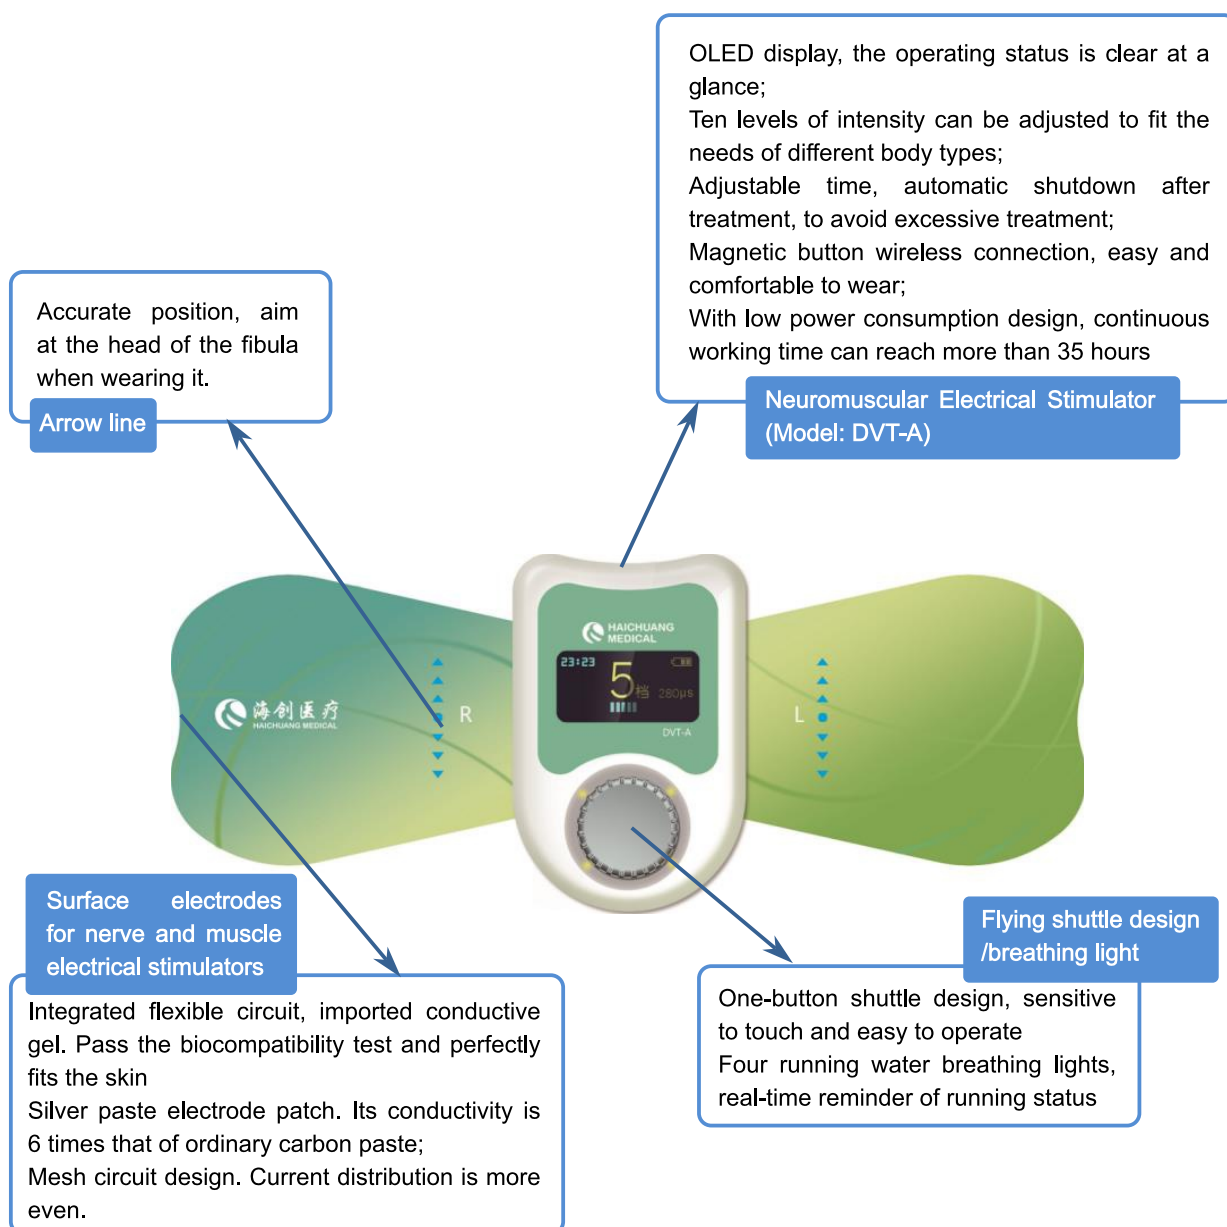 OLED display, the operating status is clear at a
glance;
Ten levels of intensity can be adjusted to fit the
needs of different body types;
Adjustable time, automatic shutdown after
treatment, to avoid excessive treatment;
Magnetic button wireless connection, easy and
comfortable to wear;
With low power consumption design, continuous
working time can reach more than 35 hours
Neuromuscular Electrical Stimulator
(Model: DVT-A)
Accurate position, aim
at the head of the fibula
when wearing it.
Arrow line
HAICHUANG
MEDICAL
23:23
5档
280μs
DVT-A
海创医疗
HAICHUANG MEDICAL
R
L
Surface electrodes
for nerve and muscle
electrical stimulators
Integrated flexible circuit, imported conductive
gel. Pass the biocompatibility test and perfectly
fits the skin
Silver paste electrode patch. Its conductivity is
6 times that of ordinary carbon paste;
Mesh circuit design. Current distribution is more
even.
Flying shuttle design
/breathing light
One-button shuttle design, sensitive
to touch and easy to operate
Four running water breathing lights,
real-time reminder of running status